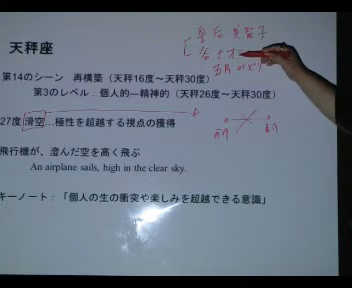 天秤座
皇后 美智子
第14のシーン　再構築（天秤16度～天秤30度）
第3のレベル：個人的―精神的（天秤26度～天秤30度）
27度 滑空…極性を超越する視点の獲得
飛行機が、澄んだ空を高く飛ぶ
An airplane sails, high in the clear sky.
キーノート：「個人の生の衝突や楽しみを超越できる意識」